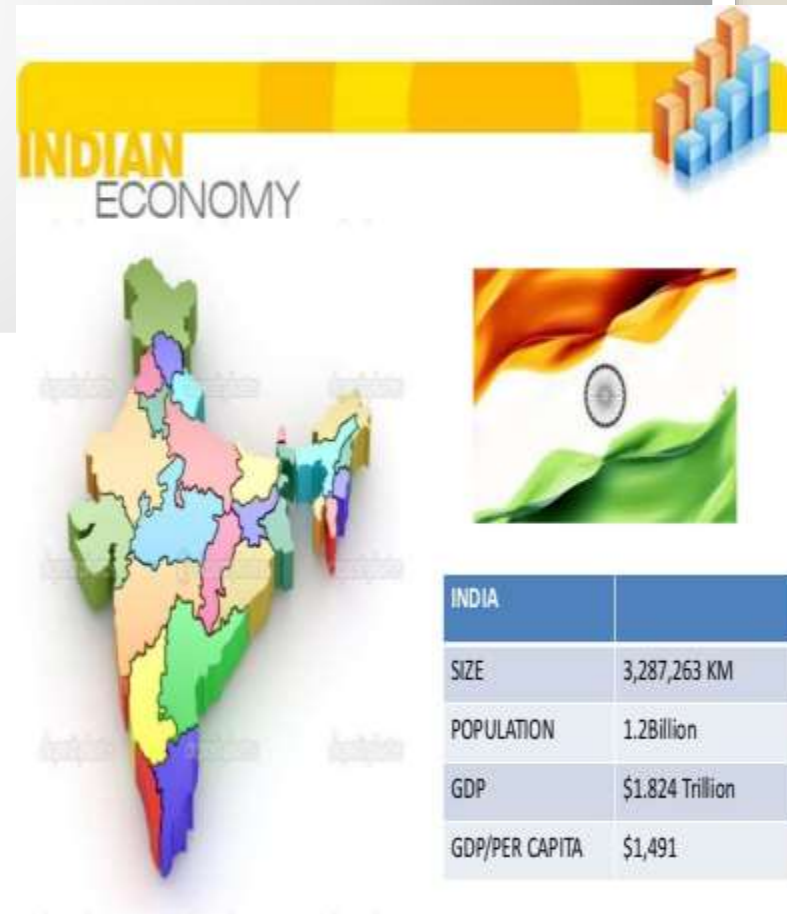 INDIAN
ECONOMY
INDIA
SIZE 3,287,263 KM
POPULATION 1.2Billion
GDP $1.824 Trillion
GDP/PER CAPITA $1,491